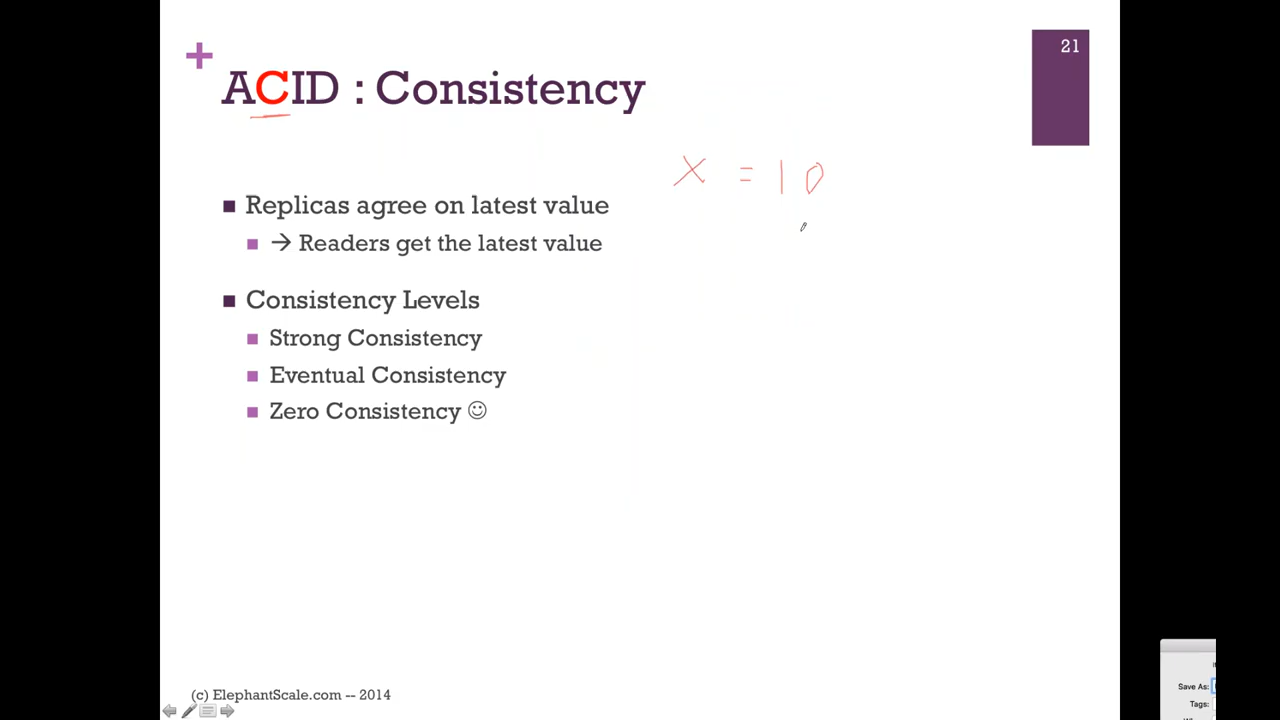 +
21
ACID : Consistency
X = 10
■ Replicas agree on latest value
■ → Readers get the latest value
■ Consistency Levels
■ Strong Consistency
■ Eventual Consistency
■ Zero Consistency ☺
(c) ElephantScale.com -- 2014
Save As:
Tags: